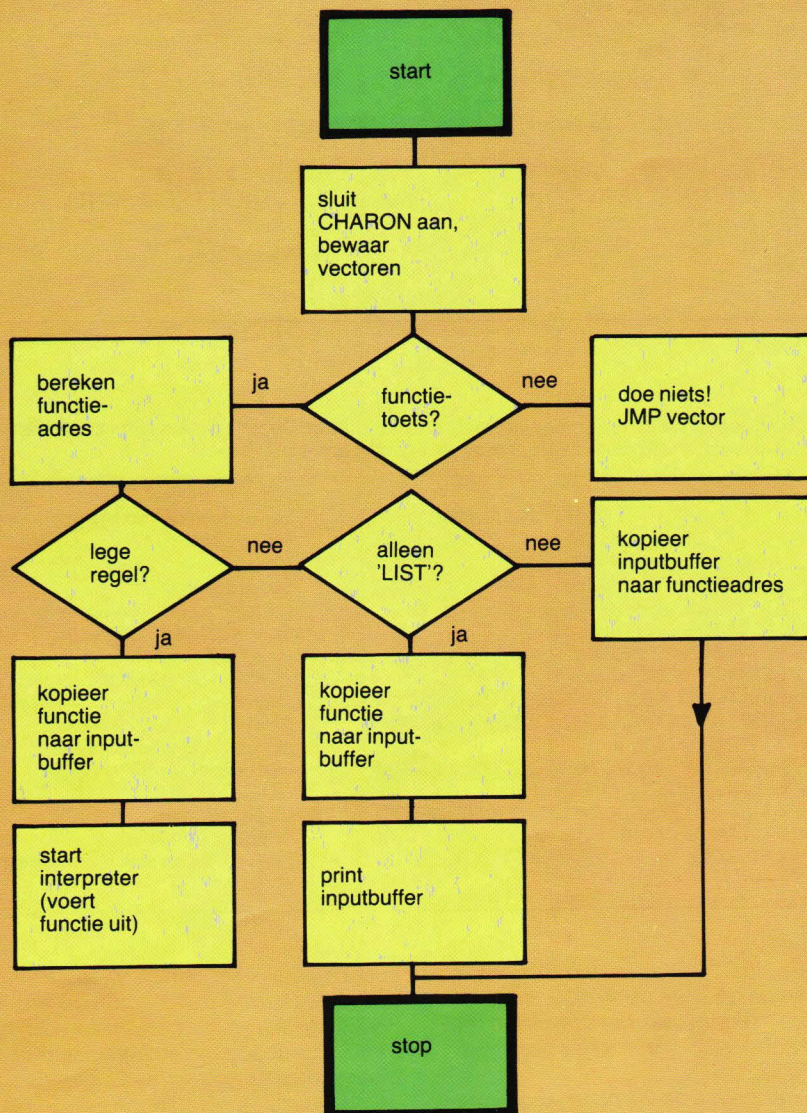 start
sluit
CHARON aan,
bewaar
vectoren
bereken
functie-
adres
ja
functie-
toets?
nee
doe niets!
JMP vector
lege
regel?
nee
alleen
'LIST'?
nee
kopieer
inputbuffer
naar functieadres
ja
ja
kopieer
functie
naar input-
buffer
kopieer
functie
naar input-
buffer
start
interpreter
(voert
functie uit)
print
inputbuffer
stop